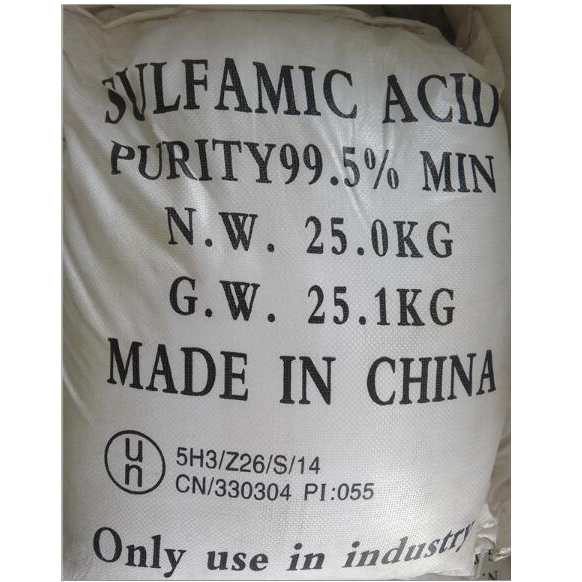 SULFAMIC ACID
PURITY99.5% MIN
N.W. 25.0KG
G.W. 25.1KG
MADE IN CHINA
un
5H3/Z26/S/14
CN/330304 PI:055
Only use in industry